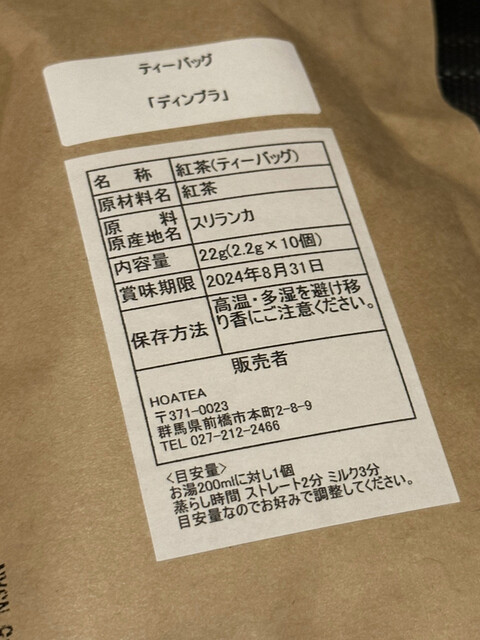 ティーバッグ
「ディンブラ」
名称 紅茶(ティーバッグ)
原材料名 紅茶
原料原産地名 スリランカ
内容量 22g(2.2g×10個)
賞味期限 2024年8月31日
保存方法 高温・多湿を避け移
り香にご注意ください。
販売者
HOATEA
〒371-0023
群馬県前橋市本町2-8-9
TEL 027-212-2466
<目安量>
お湯200mlに対し1個
蒸らし時間 ストレート2分 ミルク3分
目安量なのでお好みで調整してください。